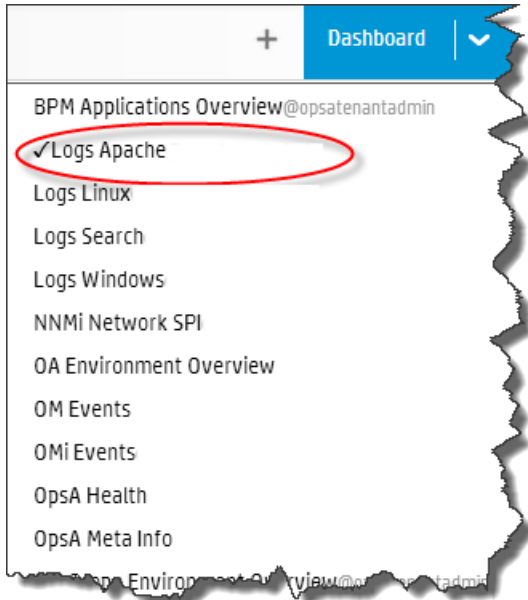 + Dashboard
BPM Applications Overview@opsatenantadmin
✓Logs Apache
Logs Linux
Logs Search
Logs Windows
NNMi Network SPI
OA Environment Overview
OM Events
OMi Events
OpsA Health
OpsA Meta Info